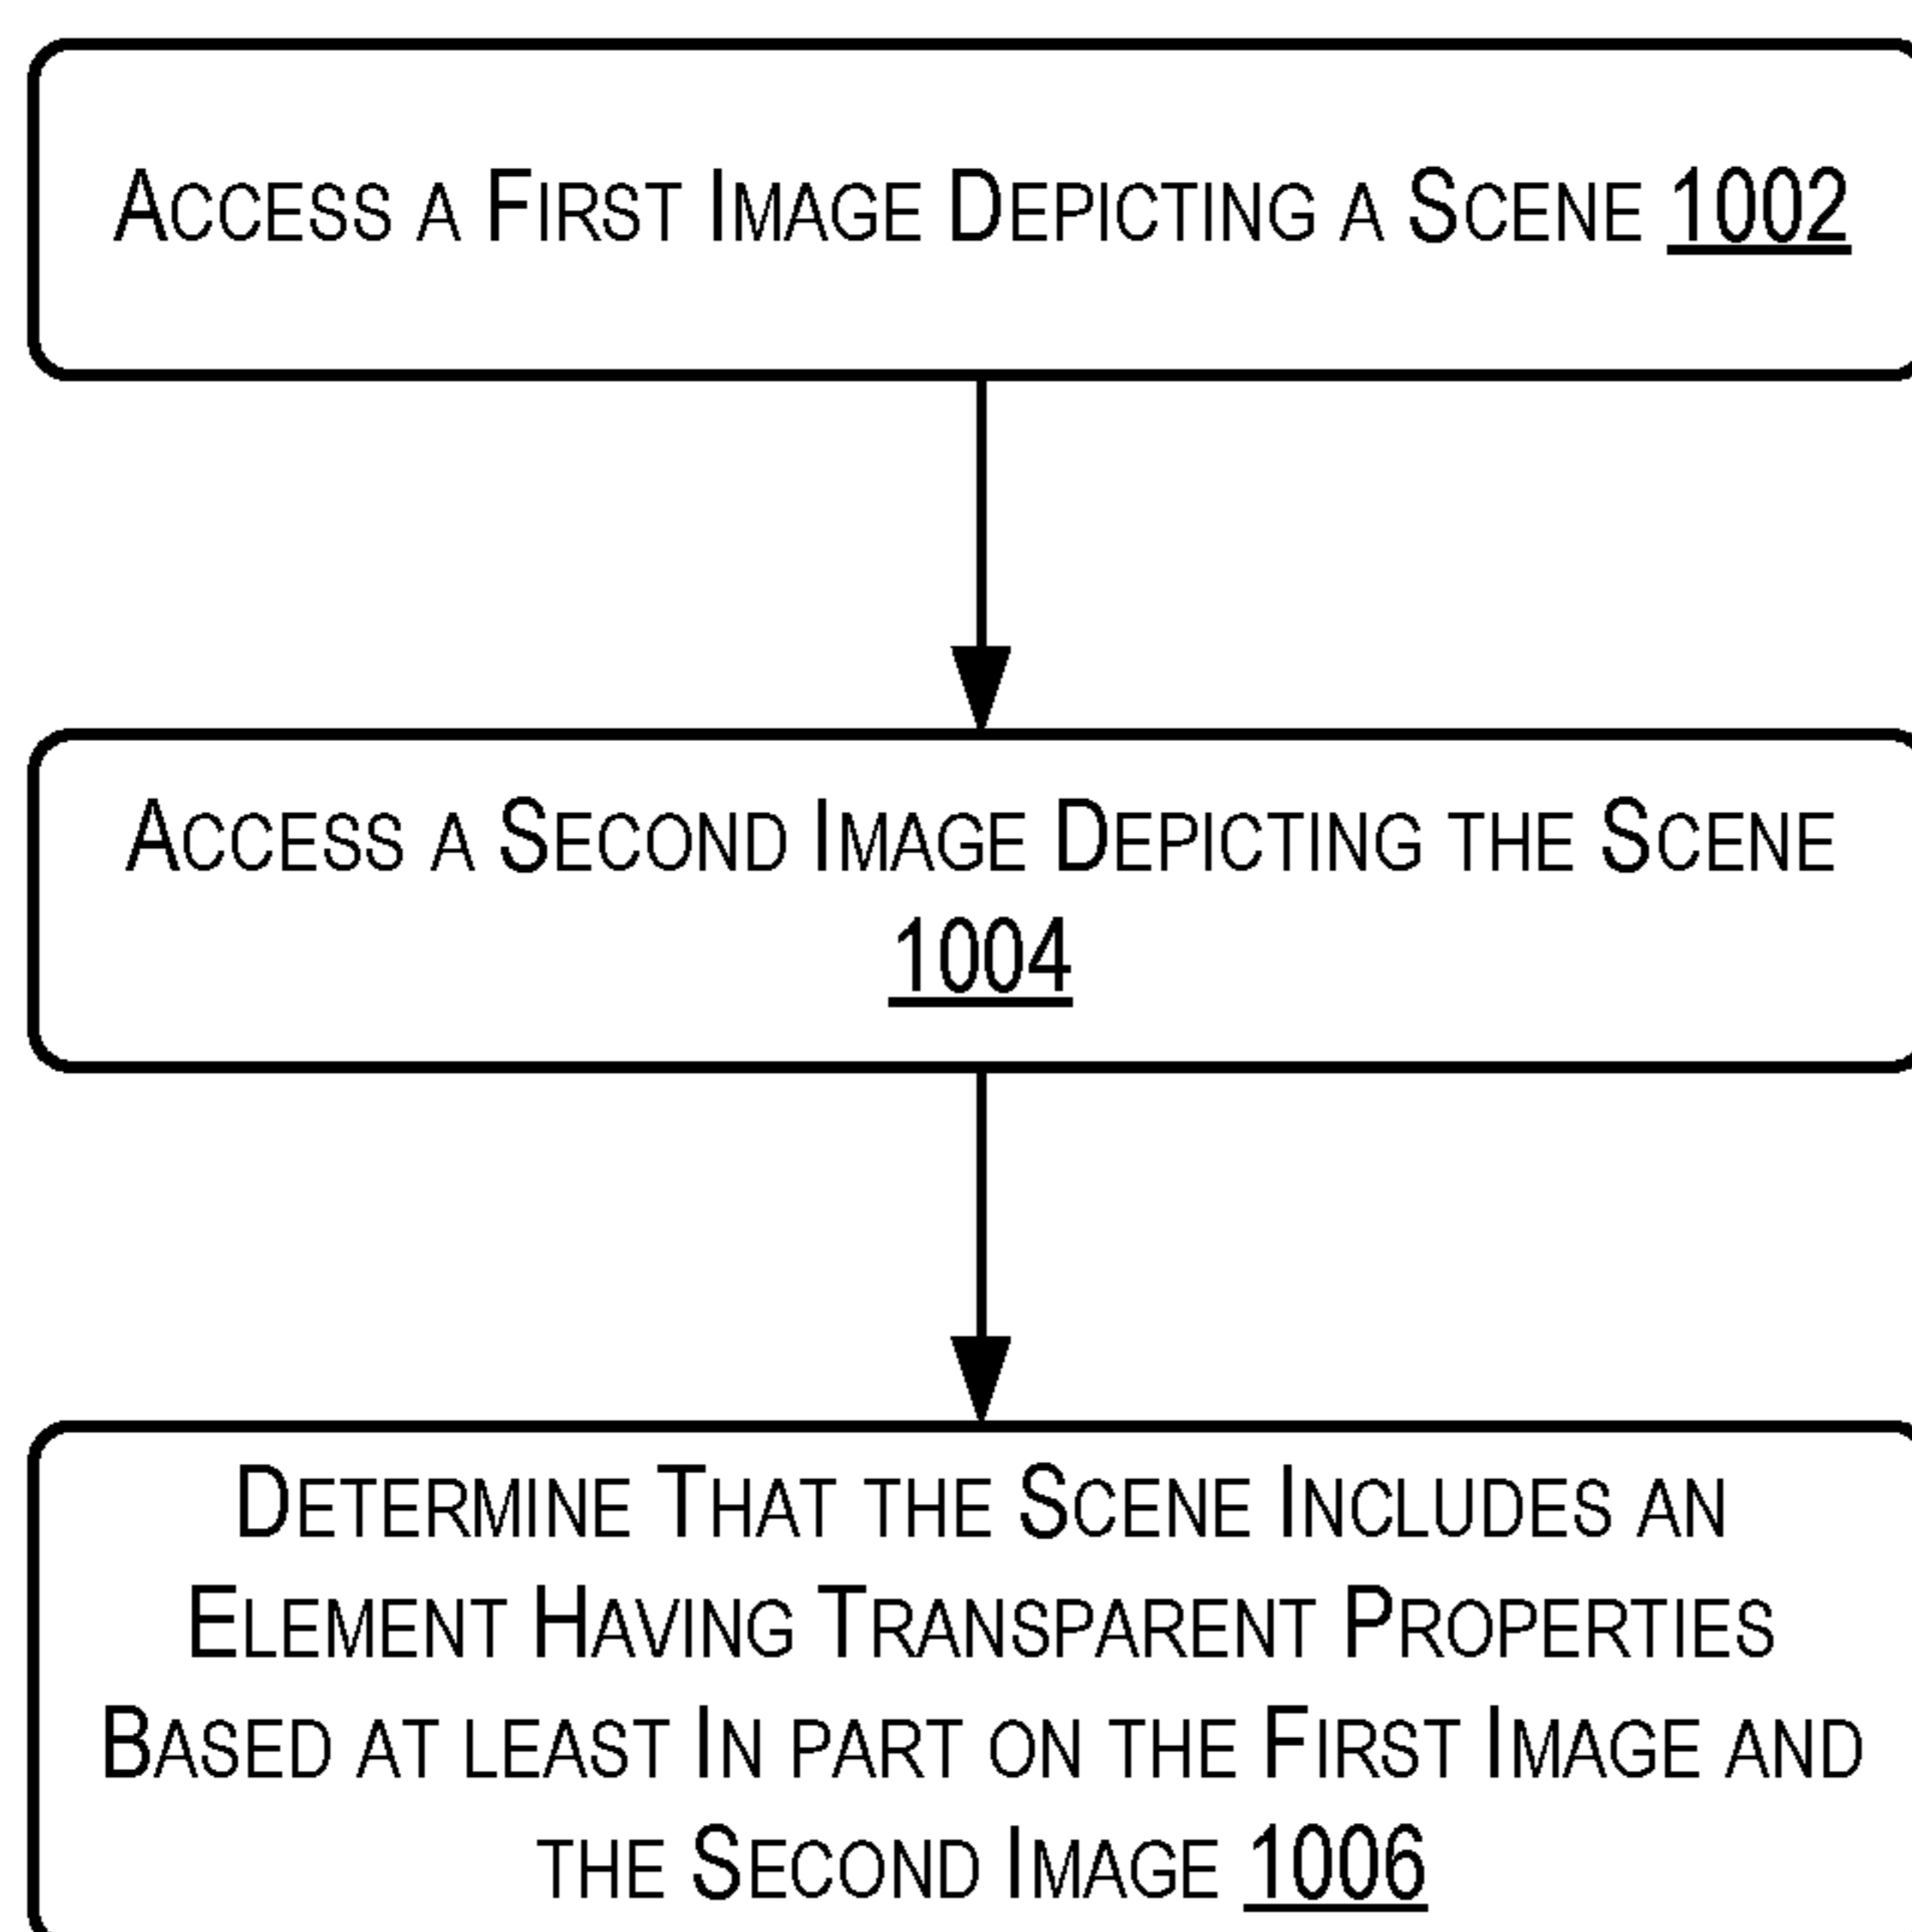 ACCESS A FIRST IMAGE DEPICTING A SCENE 1002
ACCESS A SECOND IMAGE DEPICTING THE SCENE
1004
DETERMINE THAT THE SCENE INCLUDES AN
ELEMENT HAVING TRANSPARENT PROPERTIES
BASED AT LEAST IN PART ON THE FIRST IMAGE AND
THE SECOND IMAGE 1006